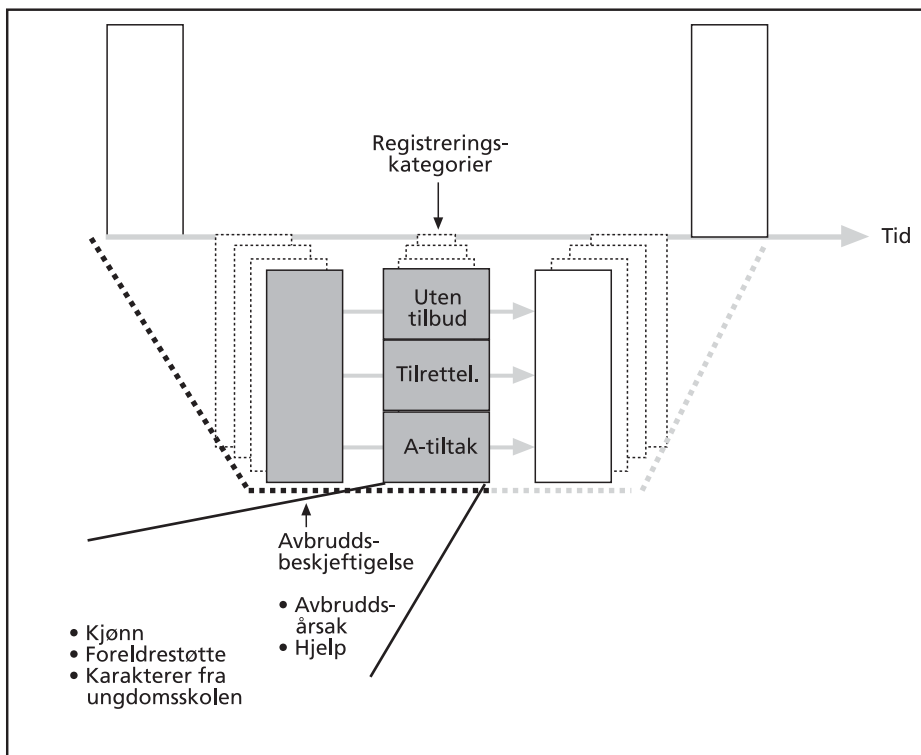 Registrerings-
kategorier
Tid
Uten
tilbud
Tilrettel.
A-tiltak
Avbrudds-
beskjeftigelse
• Avbrudds-
årsak
• Hjelp
• Kjønn
• Foreldrestøtte
• Karakterer fra
ungdomsskolen